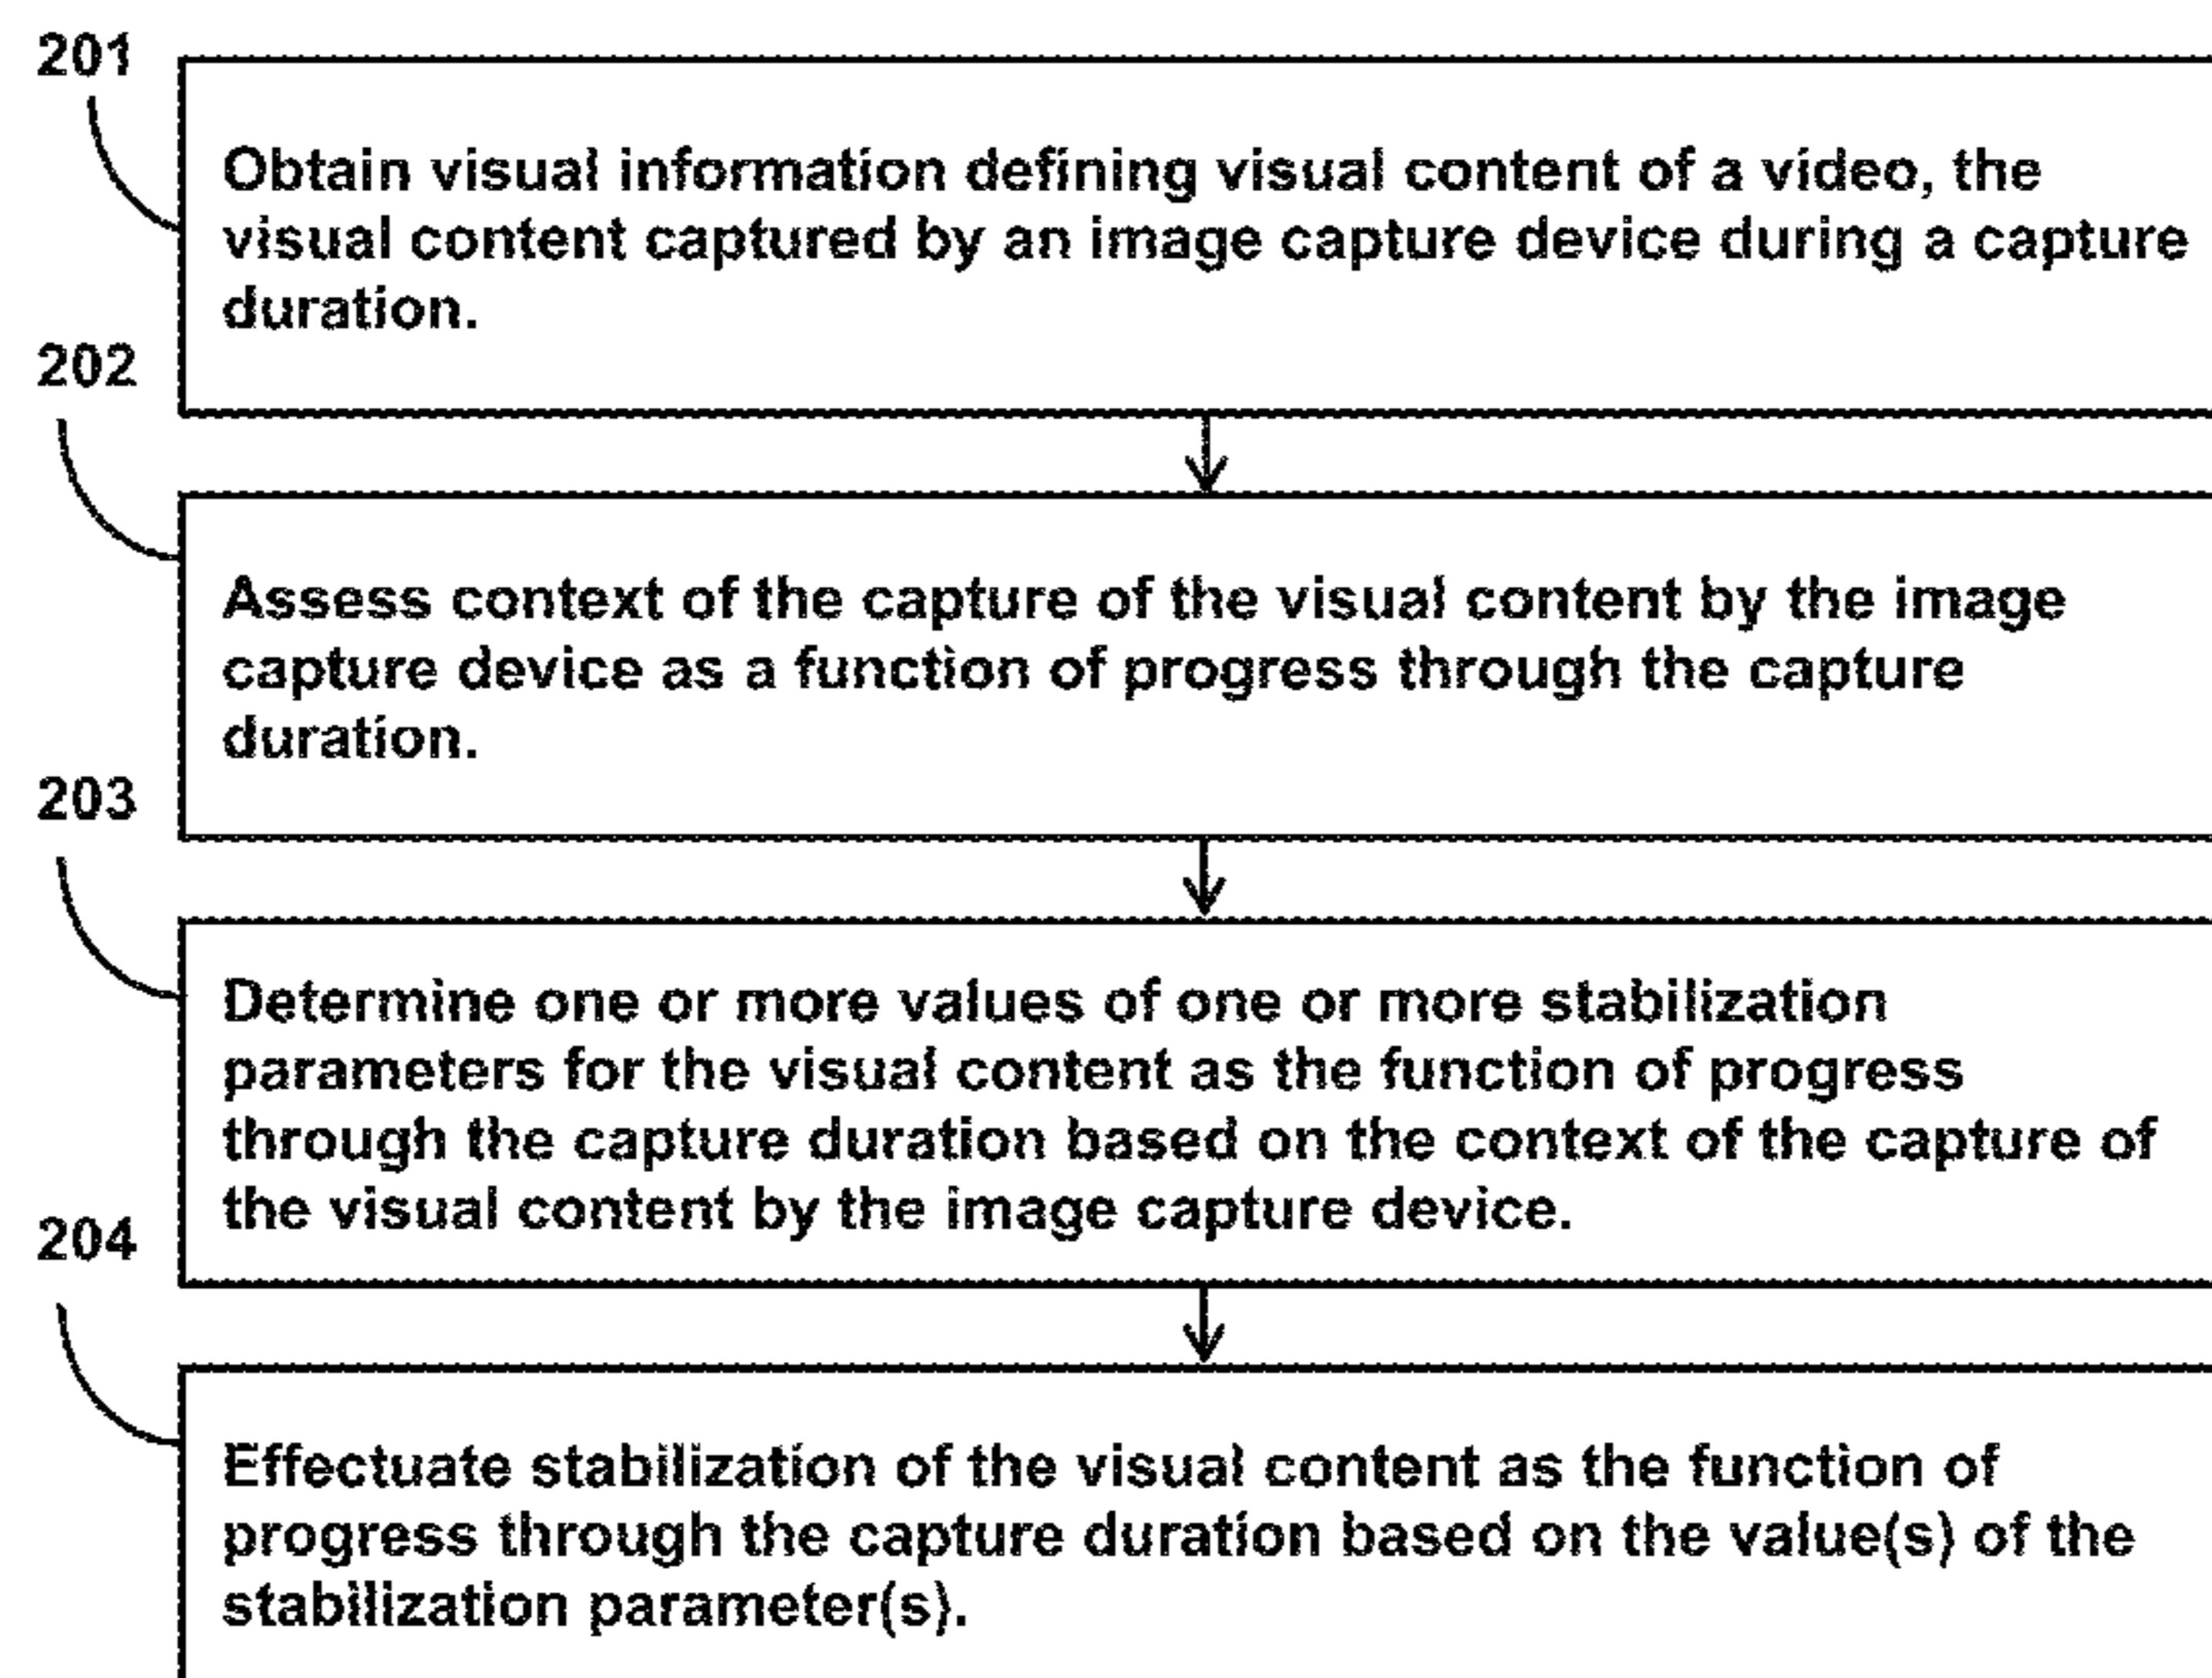 201
Obtain visual information defining visual content of a video, the
visual content captured by an image capture device during a capture
duration.
202
Assess context of the capture of the visual content by the image
capture device as a function of progress through the capture
duration.
203
Determine one or more values of one or more stabilization
parameters for the visual content as the function of progress
through the capture duration based on the context of the capture of
the visual content by the image capture device.
204
Effectuate stabilization of the visual content as the function of
progress through the capture duration based on the value(s) of the
stabilization parameter(s).